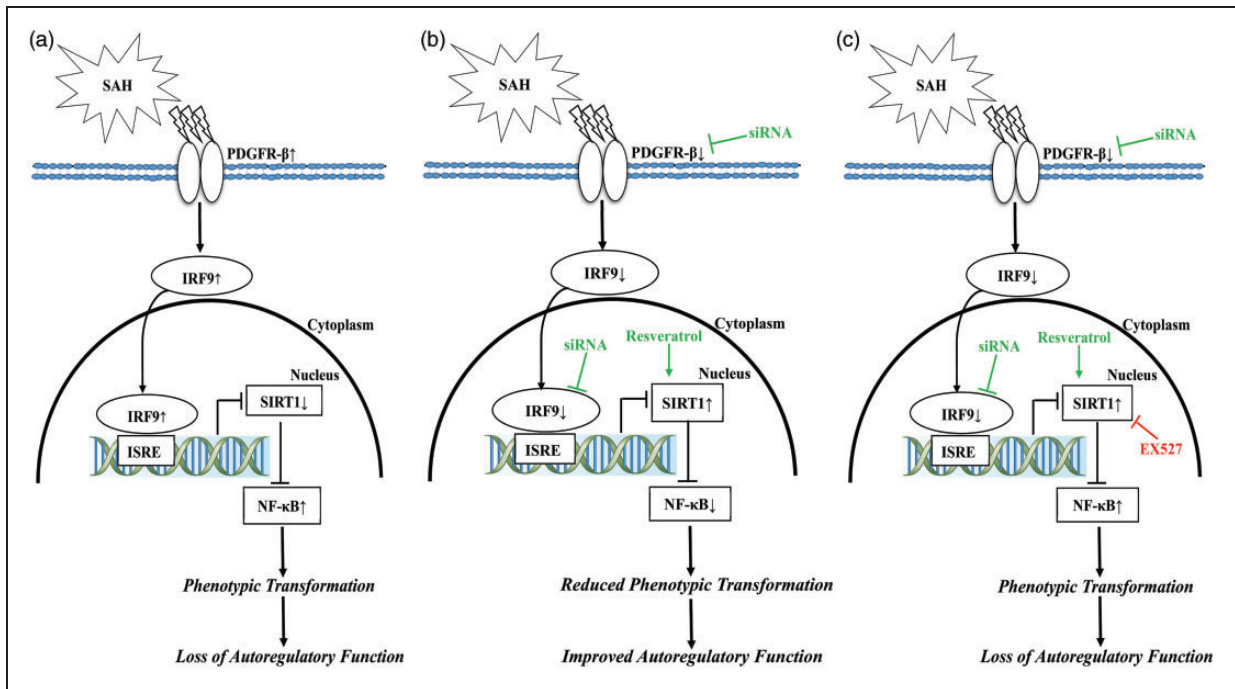 (a)
SAH
PDGFR-β↑
IRF9↑
Cytoplasm
Nucleus
SIRT1↓
IRF9↑
ISRE
NF-κB↑
Phenotypic Transformation
Loss of Autoregulatory Function
(b)
SAH
siRNA
PDGFR-β↓
IRF9↓
Cytoplasm
siRNA
Resveratrol
Nucleus
SIRT1↑
IRF9↓
ISRE
NF-κB↓
Reduced Phenotypic Transformation
Improved Autoregulatory Function
(c)
SAH
siRNA
PDGFR-β↓
IRF9↓
Cytoplasm
siRNA
Resveratrol
Nucleus
SIRT1↑
IRF9↓
EX527
ISRE
NF-κB↑
Phenotypic Transformation
Loss of Autoregulatory Function